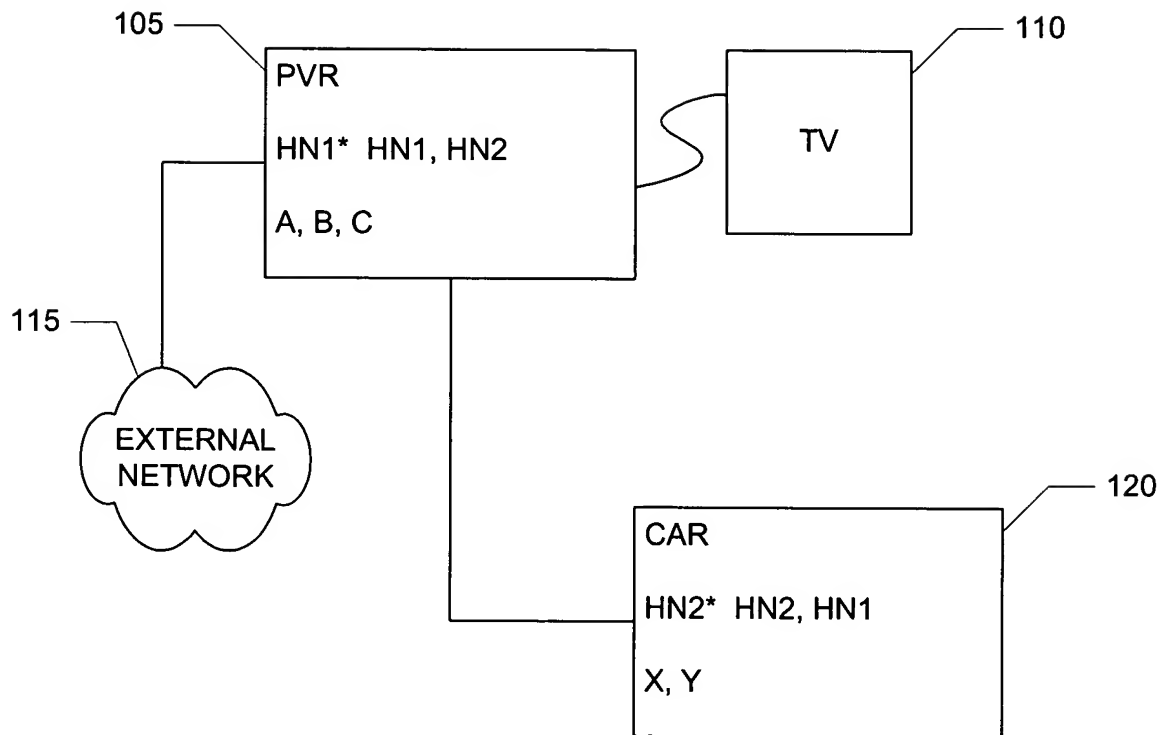 105
PVR
HN1* HN1, HN2
A, B, C
110
TV
115
EXTERNAL
NETWORK
120
CAR
HN2* HN2, HN1
X, Y